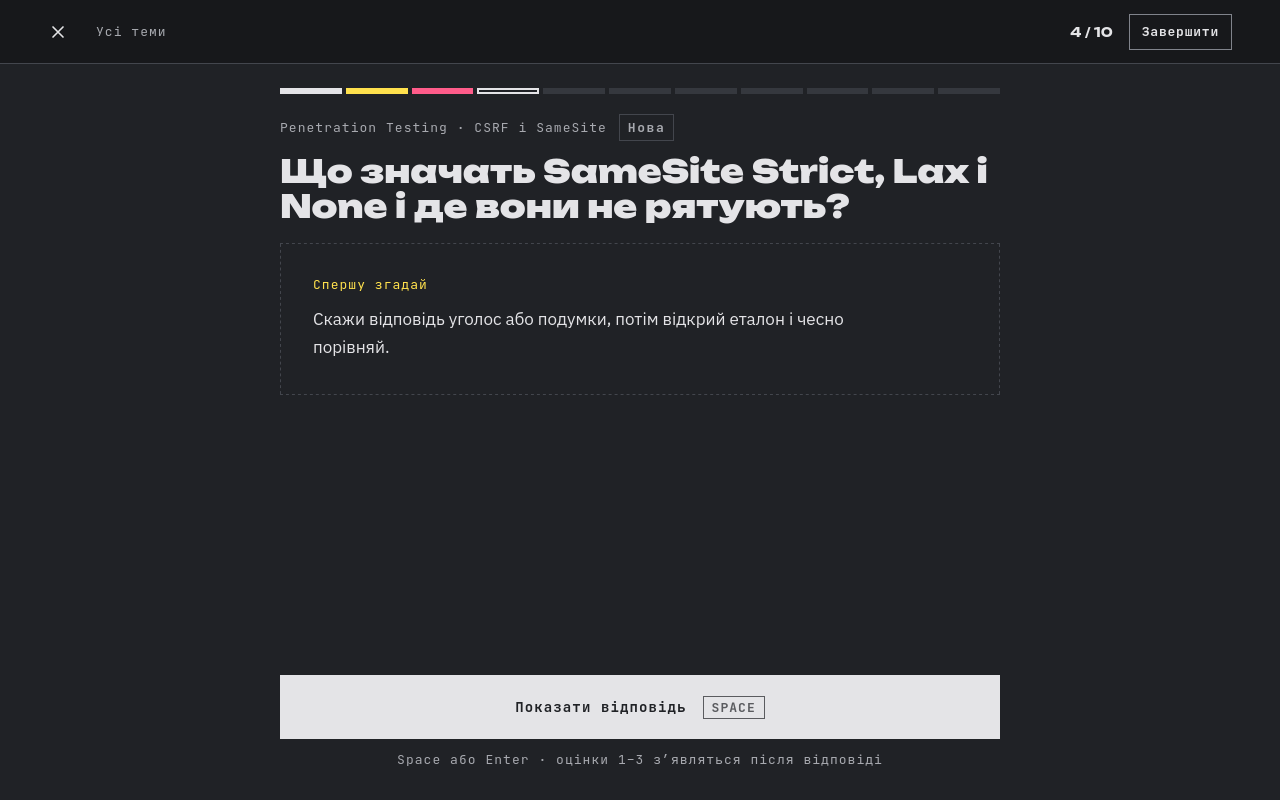 Усі теми
4 / 10
Завершити
Penetration Testing · CSRF і SameSite
Нова
Що значать SameSite Strict, Lax і
None і де вони не рятують?
Спершу згадай
Скажи відповідь уголос або подумки, потім відкрий еталон і чесно
порівняй.
Показати відповідь SPACE
Space або Enter · оцінки 1–3 зʼявляться після відповіді